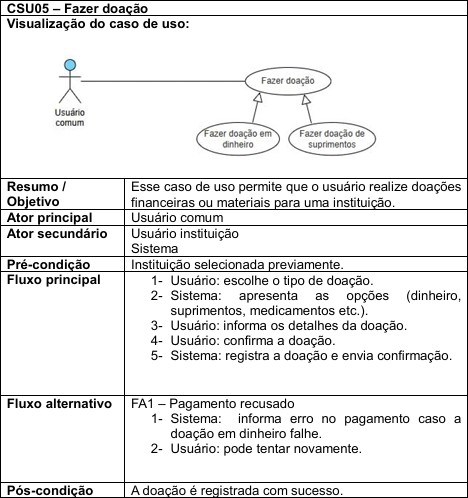 CSU05 – Fazer doação
Visualização do caso de uso:
Fazer doação
Usuário
comum
Fazer doação em
dinheiro
Fazer doação de
suprimentos
Resumo /
Objetivo
Esse caso de uso permite que o usuário realize doações
financeiras ou materiais para uma instituição.
Ator principal
Usuário comum
Ator secundário
Usuário instituição
Sistema
Pré-condição
Instituição selecionada previamente.
Fluxo principal
1- Usuário: escolhe o tipo de doação.
2- Sistema: apresenta as opções (dinheiro,
suprimentos, medicamentos etc.).
3- Usuário: informa os detalhes da doação.
4- Usuário: confirma a doação.
5- Sistema: registra a doação e envia confirmação.
Fluxo alternativo
FA1 – Pagamento recusado
1- Sistema: informa erro no pagamento caso a
doação em dinheiro falhe.
2- Usuário: pode tentar novamente.
Pós-condição
A doação é registrada com sucesso.